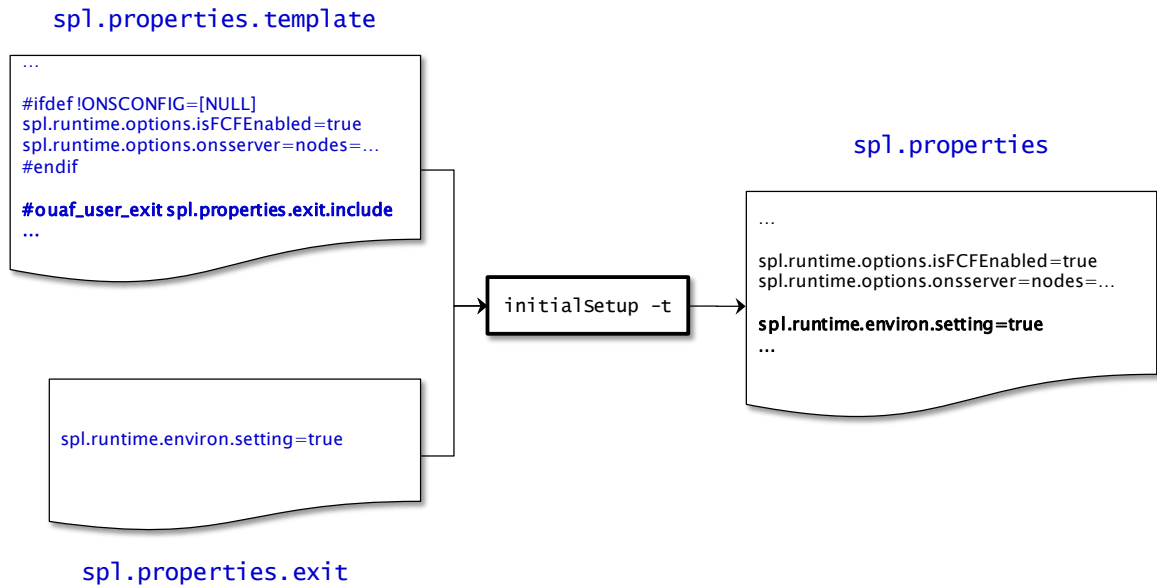 spl.properties.template
...
#ifdef !ONSCONFIG=[NULL]
spl.runtime.options.isFCFEnabled=true
spl.runtime.options.onsserver=nodes=...
#endif
#ouaf_user_exit spl.properties.exit.include
...
spl.runtime.environ.setting=true
spl.properties.exit
initialSetup -t
spl.properties
...
spl.runtime.options.isFCFEnabled=true
spl.runtime.options.onsserver=nodes=...
spl.runtime.environ.setting=true
...